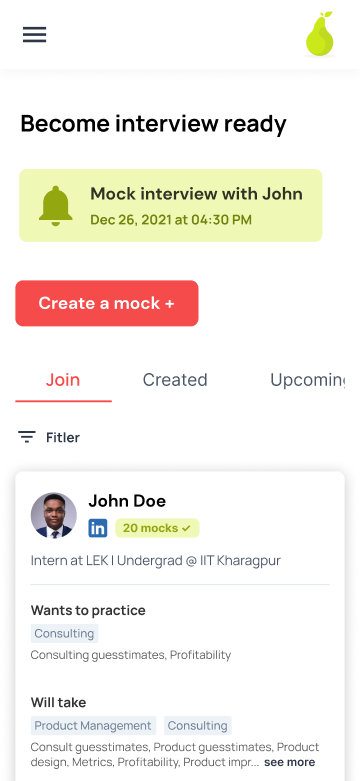 Become interview ready
Mock interview with John
Dec 26, 2021 at 04:30 PM
Create a mock +
Join Created Upcoming
Fitler
John Doe
in 20 mocks ✓
Intern at LEK | Undergrad @ IIT Kharagpur
Wants to practice
Consulting
Consulting guesstimates, Profitability
Will take
Product Management Consulting
Consult guesstimates, Product guesstimates, Product
design, Metrics, Profitability, Product impr... see more